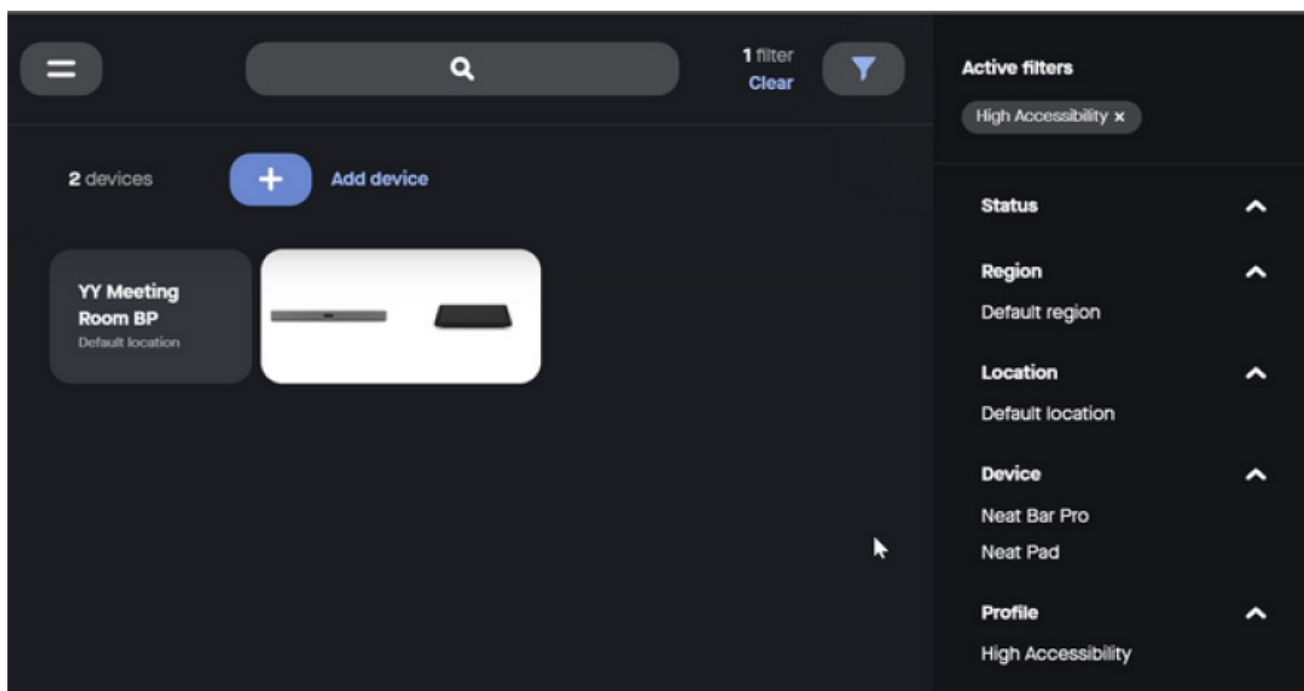 1 filter
Clear
2 devices
Add device
YY Meeting
Room BP
Default location
Active filters
High Accessibility ×
Status
Region
Default region
Location
Default location
Device
Neat Bar Pro
Neat Pad
Profile
High Accessibility